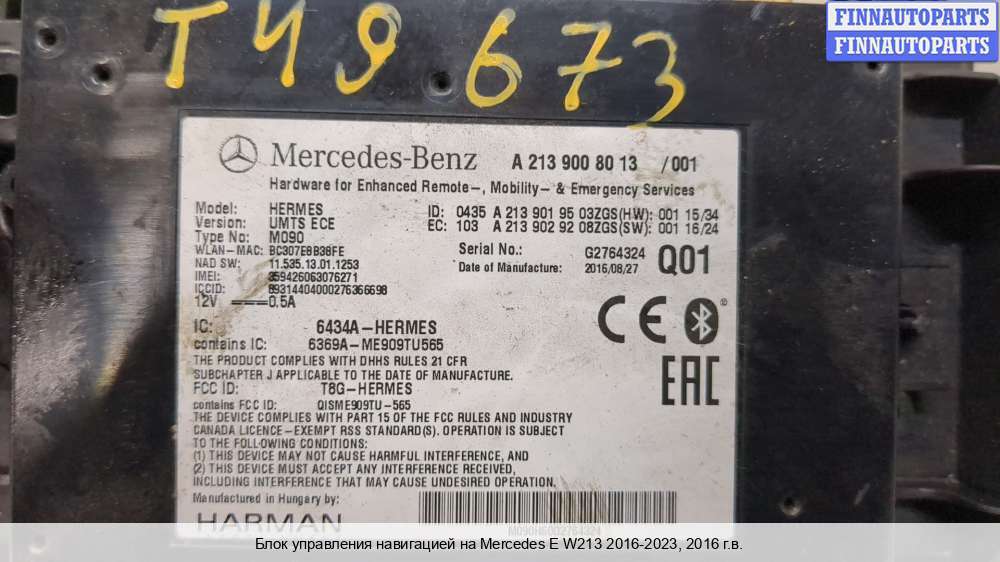 FINNAUTOPARTS
FINNAUTOPARTS
T49 673
Mercedes-Benz A 213 900 80 13 /001
Hardware for Enhanced Remote-, Mobility- & Emergency Services
Model: HERMES ID: 0435 A 213 901 95 03ZGS(HW): 001 15/34
Version: UMTS ECE EC: 103 A 213 902 92 08ZGS(SW): 001 16/24
Type No: M090
WLAN-MAC: BC307E8B38FE Serial No.: G2764324 Q01
NAD SW: 11.535.13.01.1253 Date of Manufacture: 2016/08/27
IMEI: 359426063076271
ICCID: 89314404000276366698
12V 0.5A
CE
IC: 6434A-HERMES
contains IC: 6369A-ME909TU565
EAC
THE PRODUCT COMPLIES WITH DHHS RULES 21 CFR
SUBCHAPTER J APPLICABLE TO THE DATE OF MANUFACTURE.
FCC ID: T8G-HERMES
contains FCC ID: QISME909TU-565
THE DEVICE COMPLIES WITH PART 15 OF THE FCC RULES AND INDUSTRY
CANADA LICENCE-EXEMPT RSS STANDARD(S). OPERATION IS SUBJECT
TO THE FOLLOWING CONDITIONS:
(1) THIS DEVICE MAY NOT CAUSE HARMFUL INTERFERENCE, AND
(2) THIS DEVICE MUST ACCEPT ANY INTERFERENCE RECEIVED,
INCLUDING INTERFERENCE THAT MAY CAUSE UNDESIRED OPERATION.
Manufactured in Hungary by:
HARMAN
Блок управления навигацией на Mercedes E W213 2016-2023, 2016 г.в.